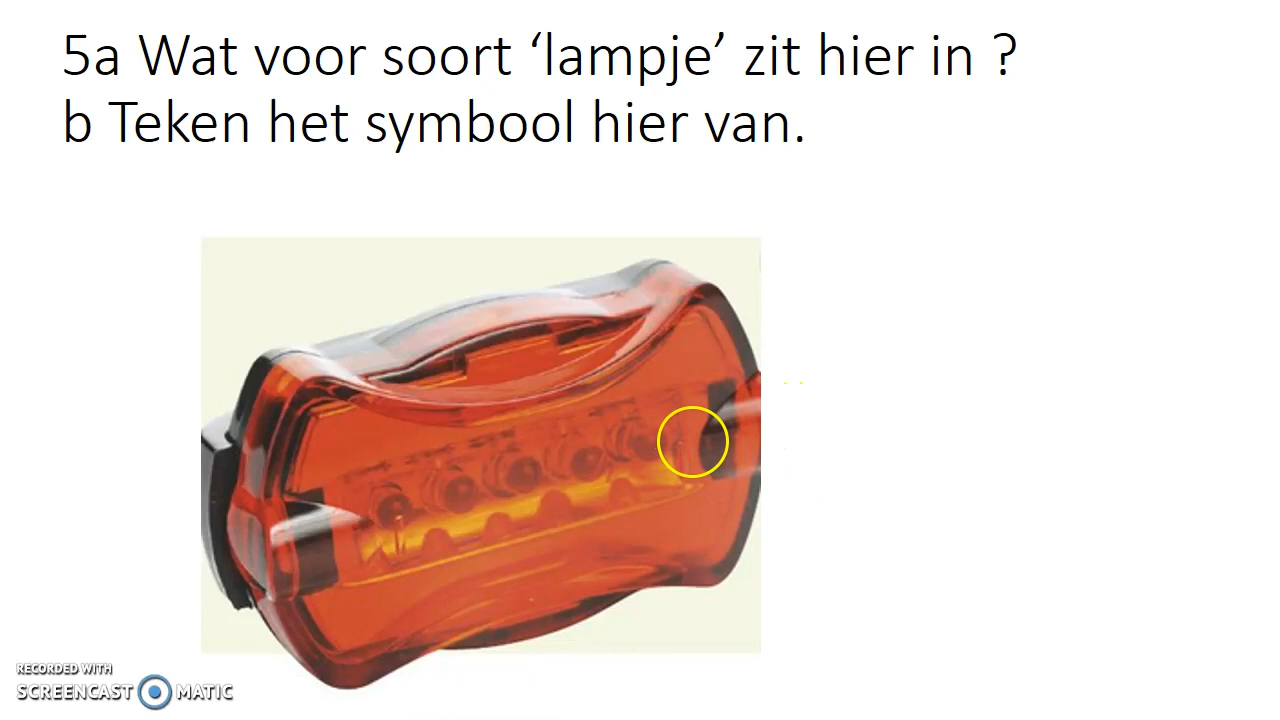 5a Wat voor soort ‘lampje’ zit hier in ?
b Teken het symbool hier van.
RECORDED WITH
SCREENCAST MATIC